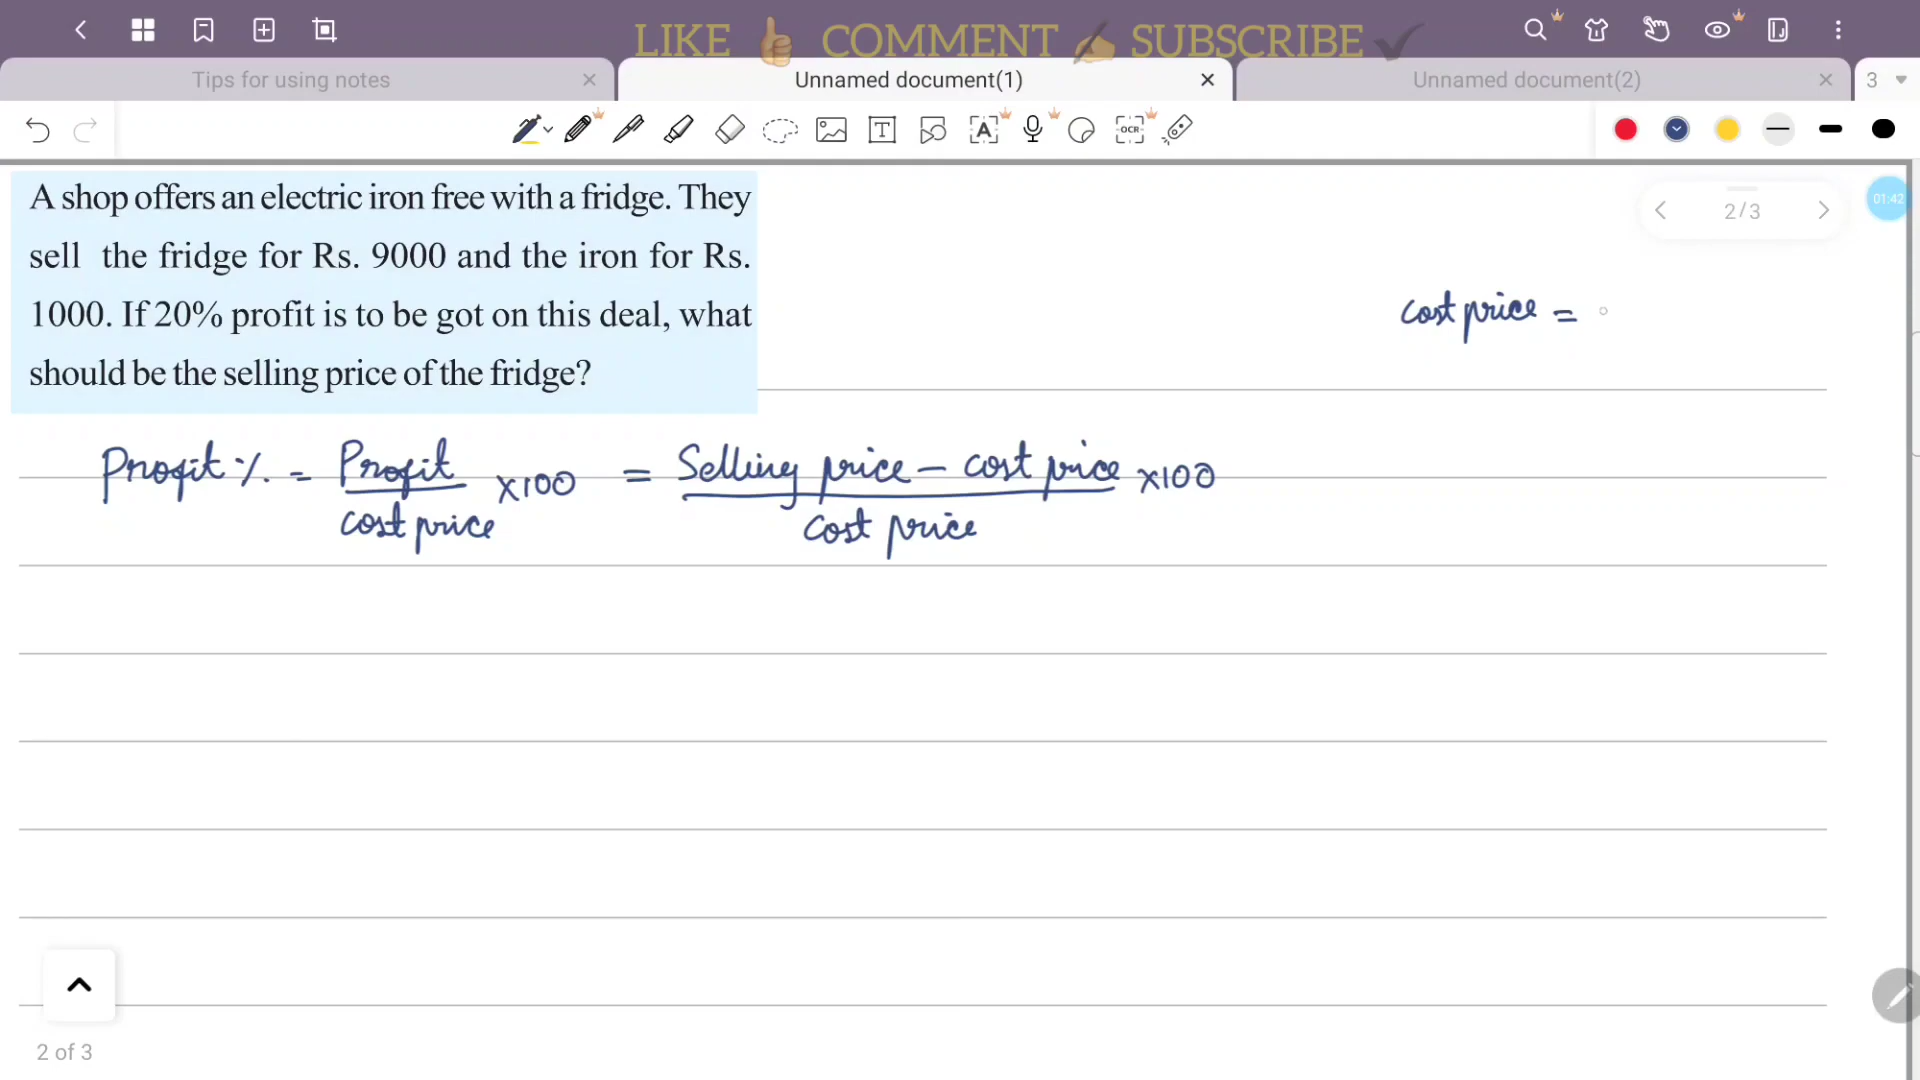 LIKE 👍 COMMENT ✍ SUBSCRIBE ✔
Tips for using notes
Unnamed document(1)
Unnamed document(2)
3
A
OCR
A shop offers an electric iron free with a fridge. They
sell the fridge for Rs. 9000 and the iron for Rs.
1000. If 20% profit is to be got on this deal, what
should be the selling price of the fridge?
2/3
01:42
cost price =
Profit % = Profit / cost price ×100 = Selling price - cost price / cost price ×100
2 of 3